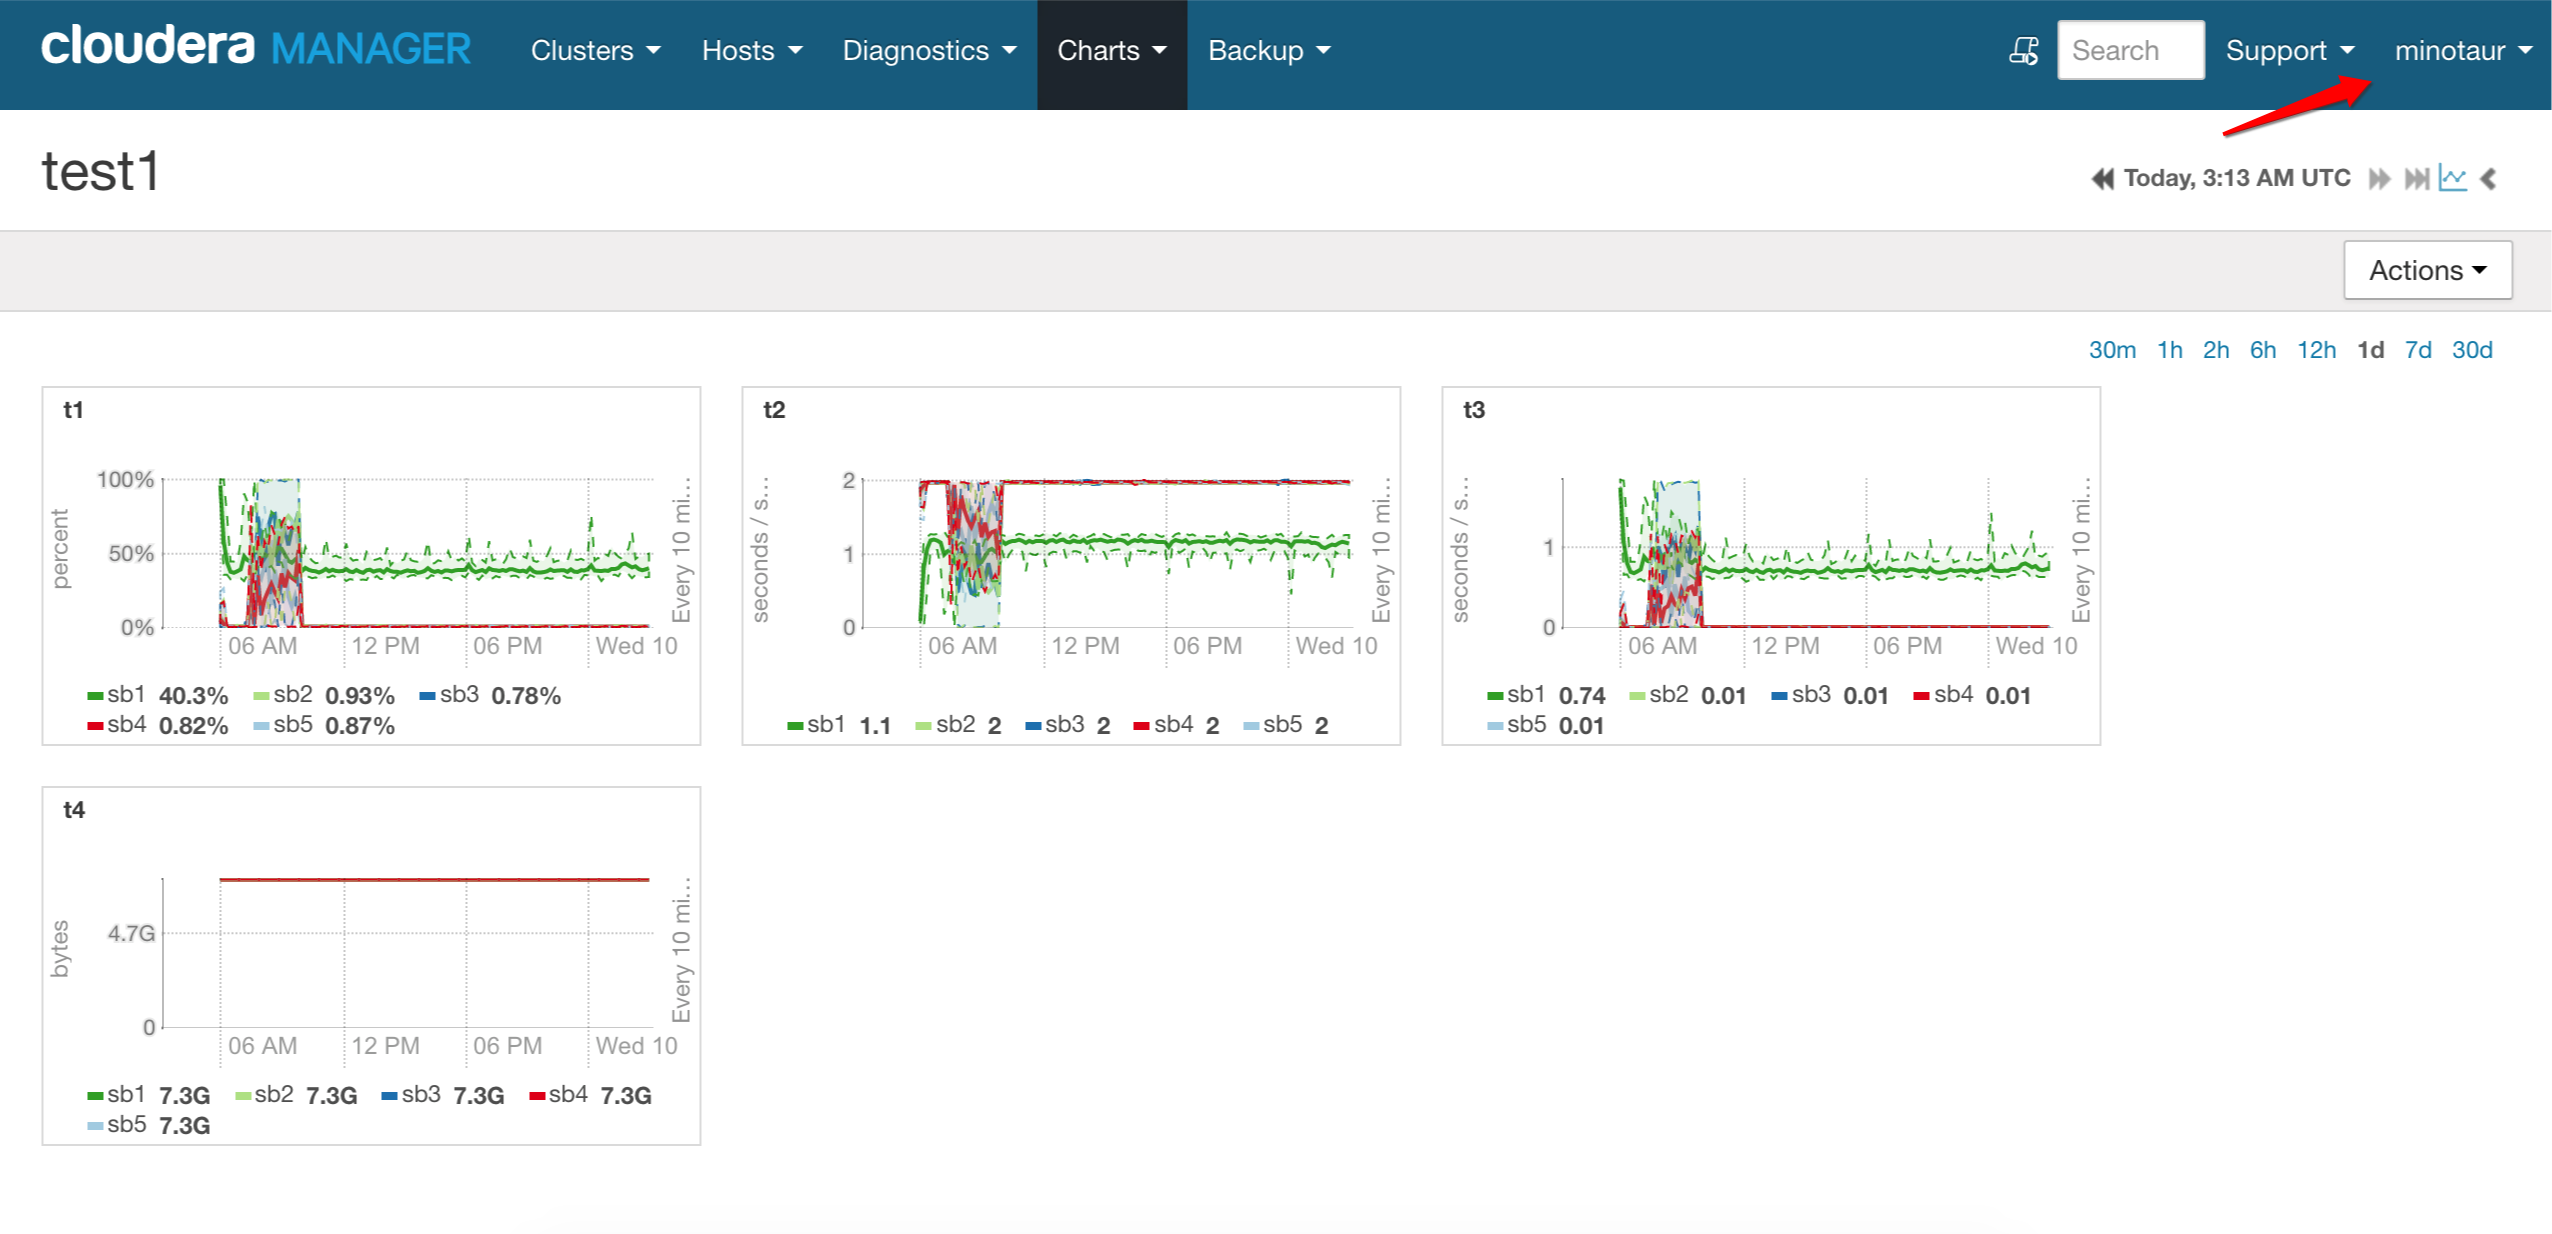 cloudera MANAGER Clusters Hosts Diagnostics Charts Backup Search Support minotaur
test1
Today, 3:13 AM UTC
Actions
30m 1h 2h 6h 12h 1d 7d 30d
t1
percent
100%
50%
0%
06 AM 12 PM 06 PM Wed 10
Every 10 mi...
sb1 40.3% sb2 0.93% sb3 0.78%
sb4 0.82% sb5 0.87%
t2
seconds / s...
2
1
0
06 AM 12 PM 06 PM Wed 10
Every 10 mi...
sb1 1.1 sb2 2 sb3 2 sb4 2 sb5 2
t3
seconds / s...
1
0
06 AM 12 PM 06 PM Wed 10
Every 10 mi...
sb1 0.74 sb2 0.01 sb3 0.01 sb4 0.01
sb5 0.01
t4
bytes
4.7G
0
06 AM 12 PM 06 PM Wed 10
Every 10 mi...
sb1 7.3G sb2 7.3G sb3 7.3G sb4 7.3G
sb5 7.3G